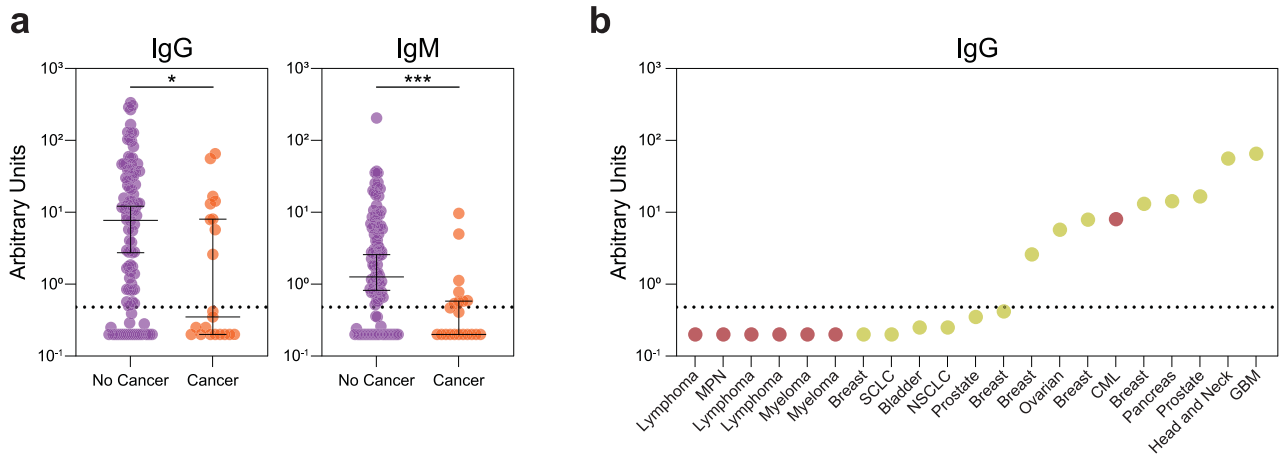 a
IgG
IgM
Arbitrary Units
10³
10²
10¹
10⁰
10⁻¹
*
No Cancer
Cancer
10³
10²
10¹
10⁰
10⁻¹
***
No Cancer
Cancer
b
IgG
Arbitrary Units
10³
10²
10¹
10⁰
10⁻¹
Lymphoma
MPN
Lymphoma
Lymphoma
Myeloma
Myeloma
Breast
SCLC
Bladder
NSCLC
Prostate
Breast
Breast
Ovarian
Breast
CML
Breast
Pancreas
Prostate
Head and Neck
GBM